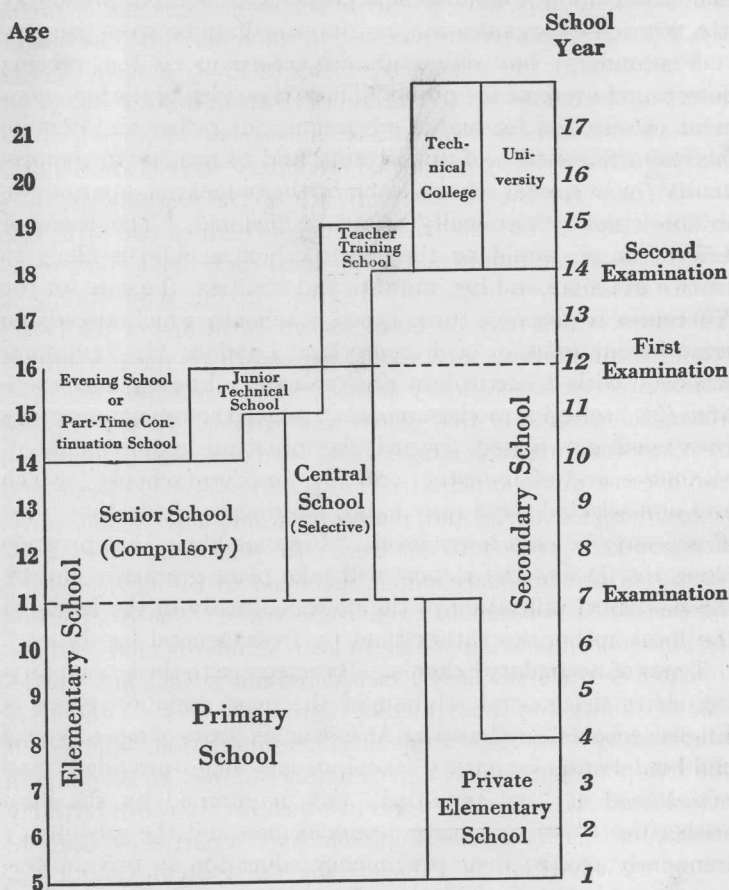 Age
School
Year
21
20
19
18
17
16
15
14
13
12
11
10
9
8
7
6
5
Tech-
nical
College
Uni-
versity
Teacher
Training
School
Evening School
or
Part-Time Con-
tinuation School
Junior
Technical
School
Central
School
(Selective)
Senior School
(Compulsory)
Secondary School
Elementary School
Primary
School
Private
Elementary
School
17
16
15
14 Second
Examination
13
12 First
Examination
11
10
9
8
7 Examination
6
5
4
3
2
1